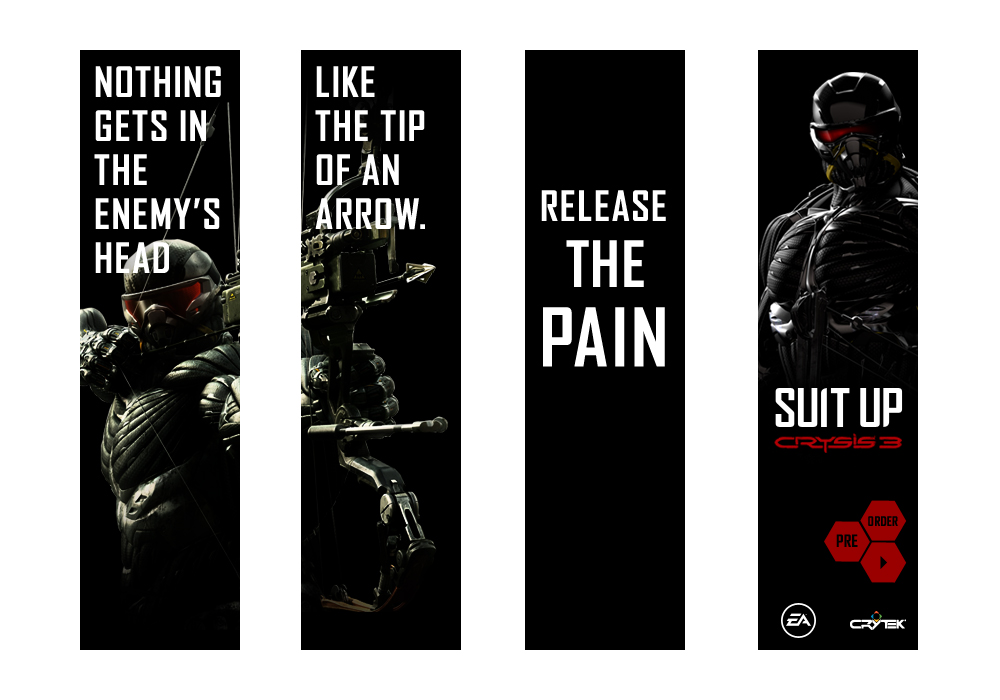 NOTHING
GETS IN
THE
ENEMY'S
HEAD
LIKE
THE TIP
OF AN
ARROW.
RELEASE
THE
PAIN
SUIT UP
CRYSIS 3
PRE
ORDER
EA
CRYTEK